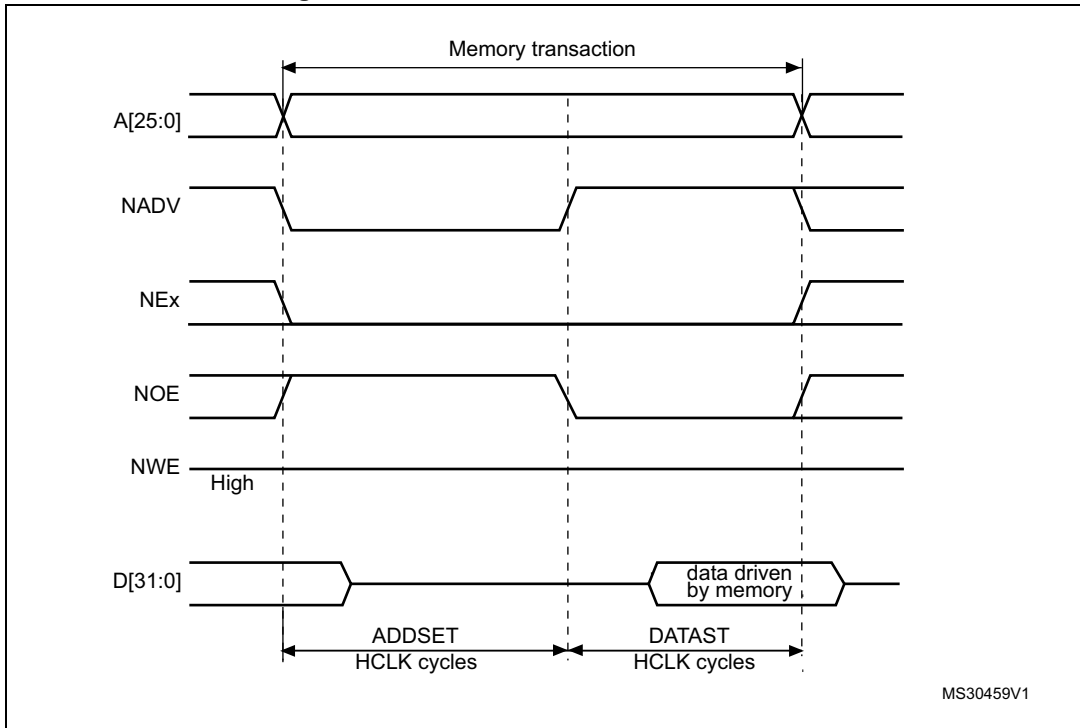 Memory transaction
A[25:0]
NADV
NEx
NOE
NWE
High
D[31:0]
data driven
by memory
ADDSET
DATAST
HCLK cycles
HCLK cycles
MS30459V1